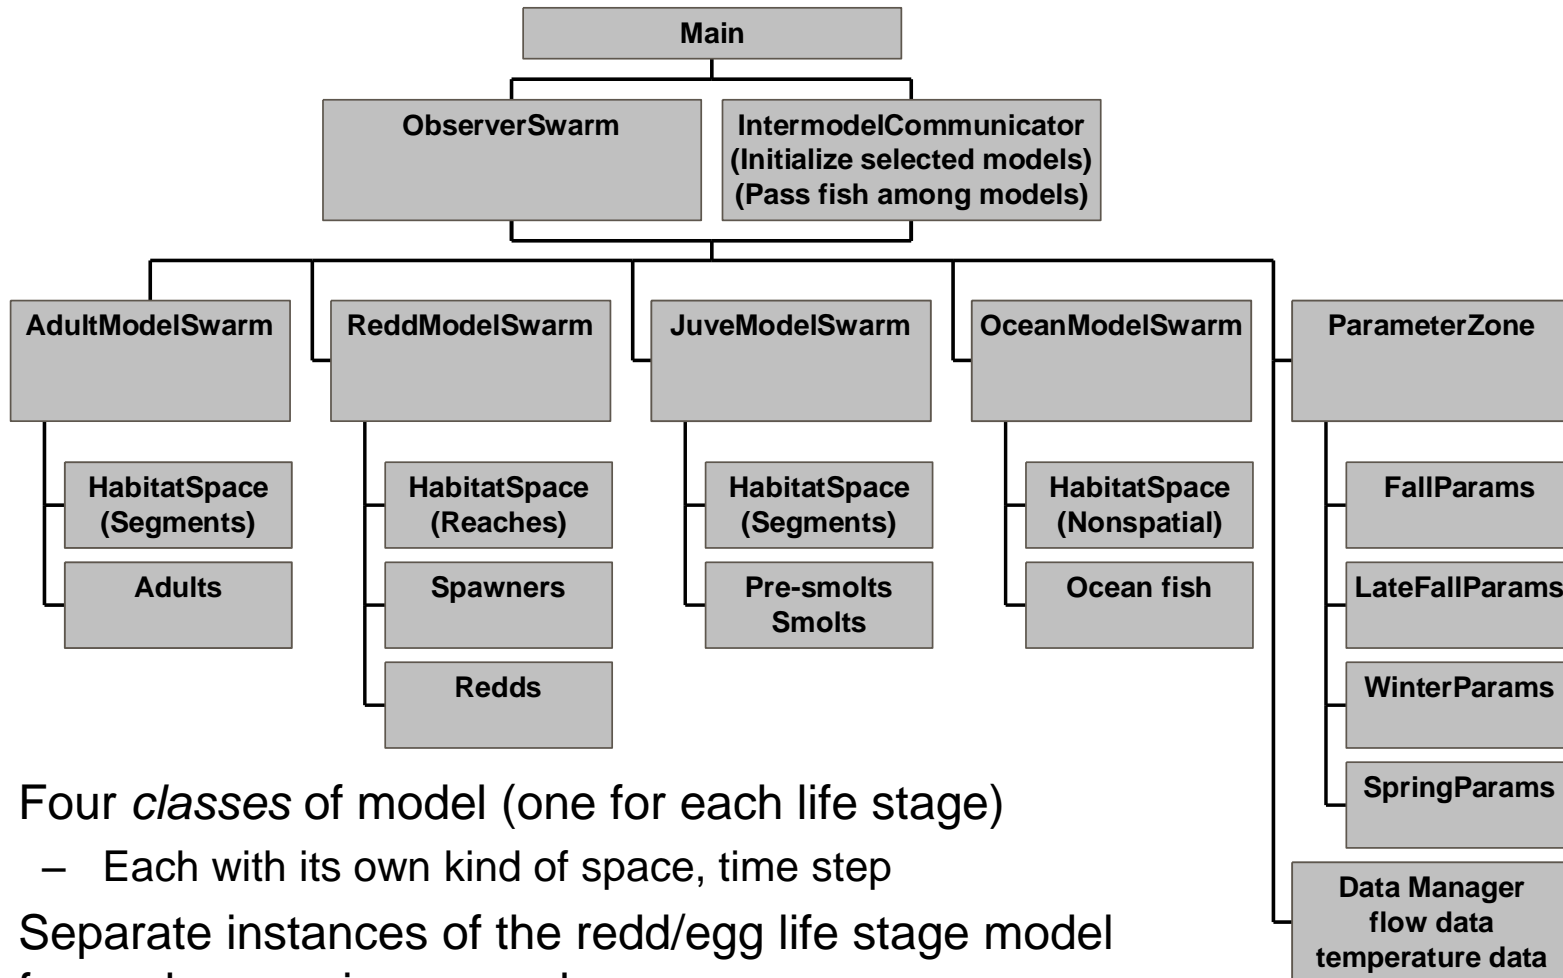 Main
ObserverSwarm
IntermodelCommunicator
(Initialize selected models)
(Pass fish among models)
AdultModelSwarm
ReddModelSwarm
JuveModelSwarm
OceanModelSwarm
ParameterZone
HabitatSpace
(Segments)
Adults
HabitatSpace
(Reaches)
Spawners
Redds
HabitatSpace
(Segments)
Pre-smolts
Smolts
HabitatSpace
(Nonspatial)
Ocean fish
FallParams
LateFallParams
WinterParams
SpringParams
Data Manager
flow data
temperature data
Four classes of model (one for each life stage)
– Each with its own kind of space, time step
Separate instances of the redd/egg life stage model